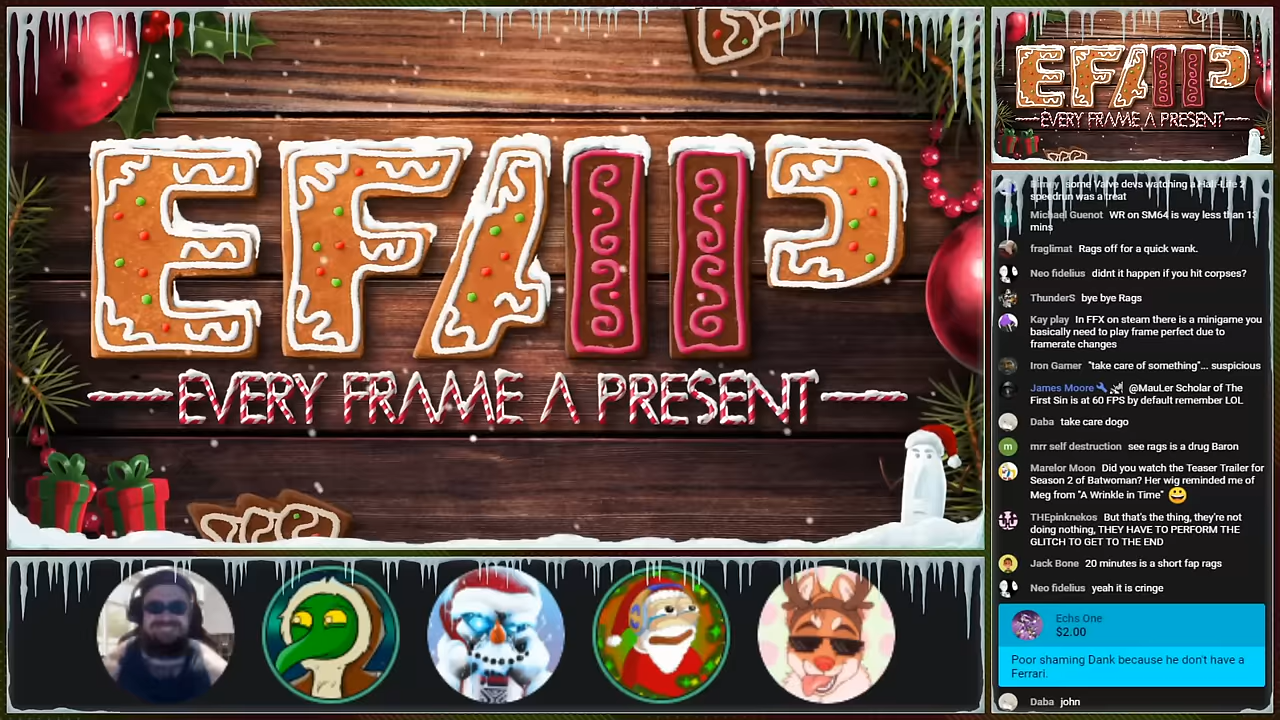 EFAP
EVERY FRAME A PRESENT
EFAP
EVERY FRAME A PRESENT
some Valve devs watching a Half-Life 2
speedrun was a treat
Michael Guenot WR on SM64 is way less than 13
mins
fraglimat Rags off for a quick wank.
Neo fidelius didnt it happen if you hit corpses?
ThunderS bye bye Rags
Kay play In FFX on steam there is a minigame you
basically need to play frame perfect due to
framerate changes
Iron Gamer "take care of something"... suspicious
James Moore @MauLer Scholar of The
First Sin is at 60 FPS by default remember LOL
Daba take care dogo
m
mrr self destruction see rags is a drug Baron
Marelor Moon Did you watch the Teaser Trailer for
Season 2 of Batwoman? Her wig reminded me of
Meg from "A Wrinkle in Time" 😀
THEpinknekos But that's the thing, they're not
doing nothing, THEY HAVE TO PERFORM THE
GLITCH TO GET TO THE END
Jack Bone 20 minutes is a short fap rags
Neo fidelius yeah it is cringe
Echs One
$2.00
Poor shaming Dank because he don't have a
Ferrari.
Daba john